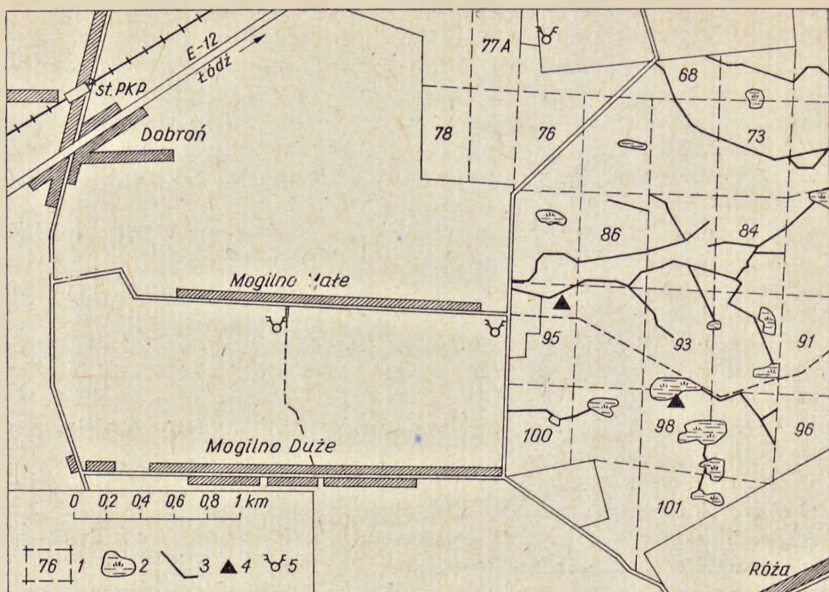 E-12
Łódź
st. PKP
Dobroń
77A
68
78
76
73
86
84
Mogilno Małe
95
93
91
100
98
96
Mogilno Duże
101
0 0,2 0,4 0,6 0,8 1 km
76 1 2 3 4 5
Róża